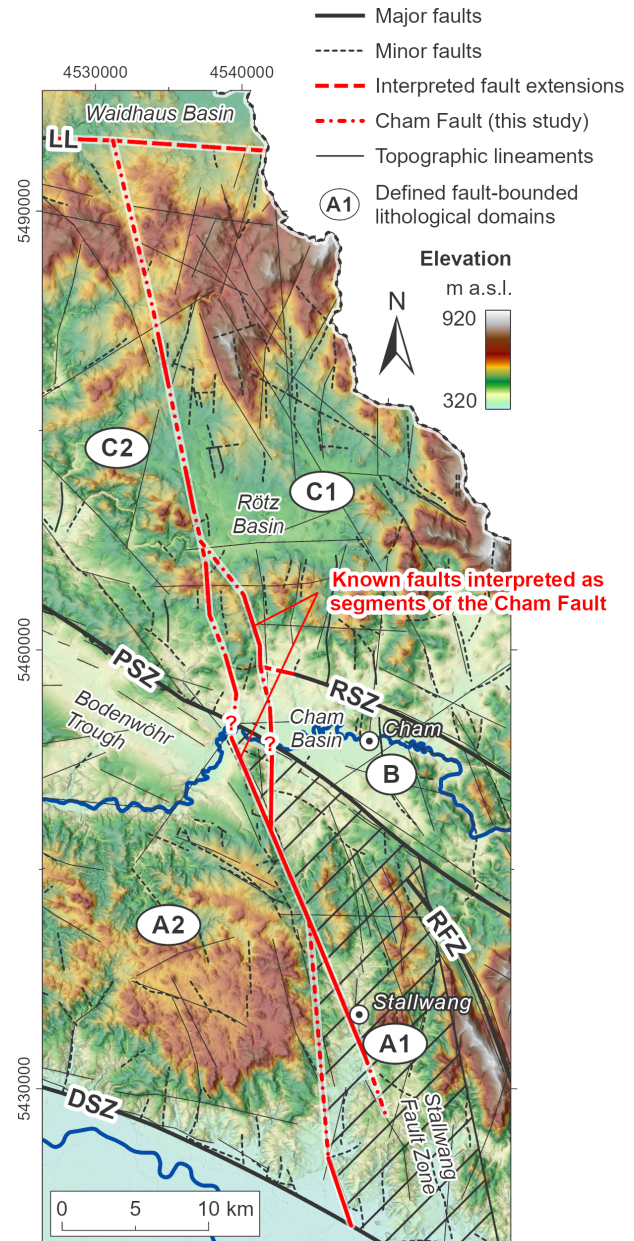 Major faults
Minor faults
Interpreted fault extensions
Cham Fault (this study)
Topographic lineaments
A1
Defined fault-bounded
lithological domains
Elevation
m a.s.l.
920
320
N
4530000
4540000
5490000
5460000
5430000
Waidhaus Basin
LL
C2
C1
Rötz
Basin
Known faults interpreted as
segments of the Cham Fault
PSZ
RSZ
Bodenwöhr
Trough
?
?
Cham
Basin
Cham
B
A2
RFZ
Stallwang
A1
Stallwang
Fault Zone
DSZ
0 5 10 km